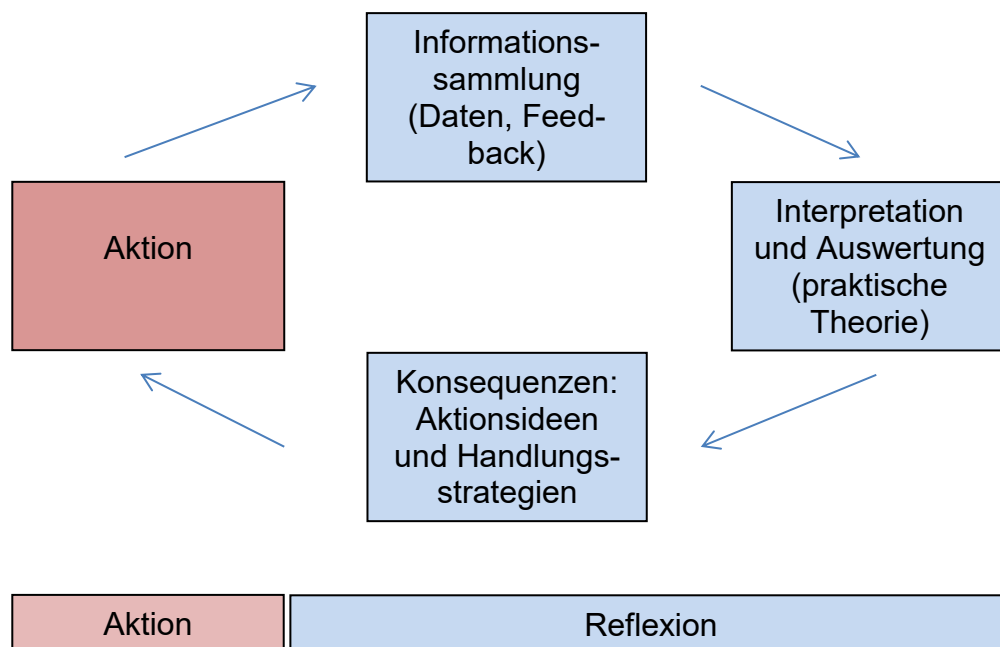 Informations-
sammlung
(Daten, Feed-
back)
Aktion
Interpretation
und Auswertung
(praktische
Theorie)
Konsequenzen:
Aktionsideen
und Handlungs-
strategien
Aktion
Reflexion